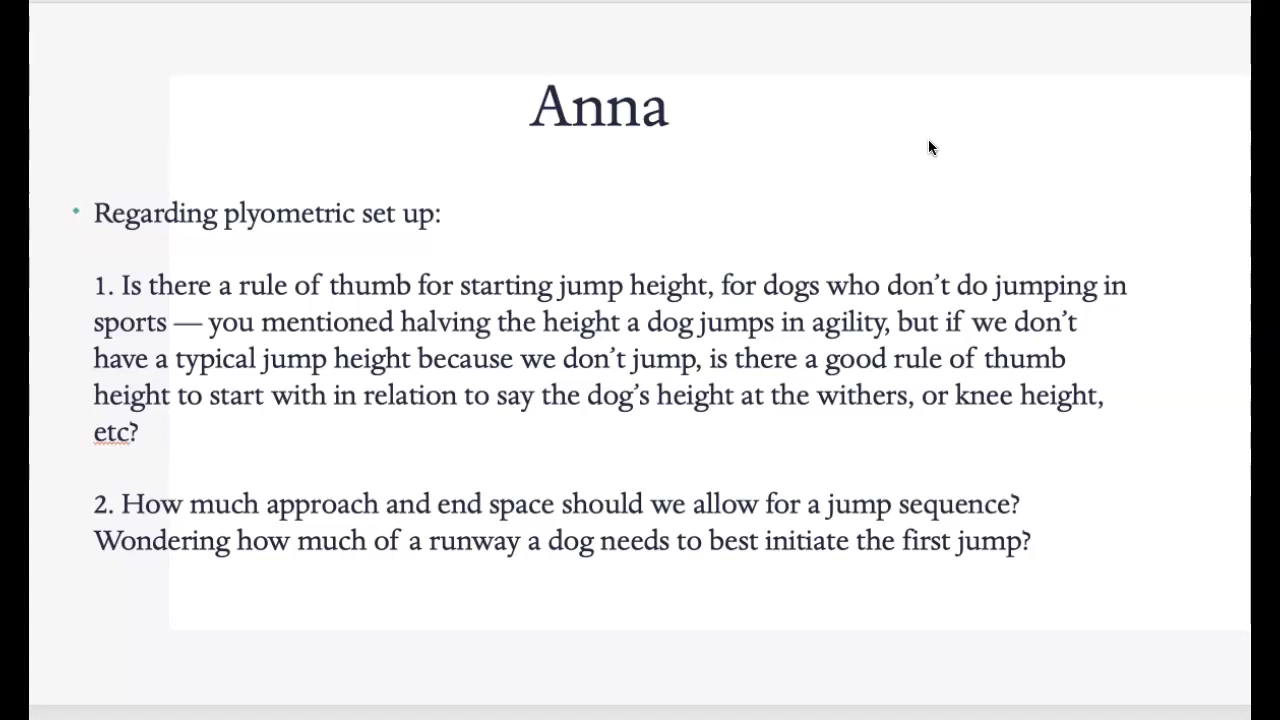 Anna
Regarding plyometric set up:
1. Is there a rule of thumb for starting jump height, for dogs who don’t do jumping in
sports — you mentioned halving the height a dog jumps in agility, but if we don’t
have a typical jump height because we don’t jump, is there a good rule of thumb
height to start with in relation to say the dog’s height at the withers, or knee height,
etc?
2. How much approach and end space should we allow for a jump sequence?
Wondering how much of a runway a dog needs to best initiate the first jump?